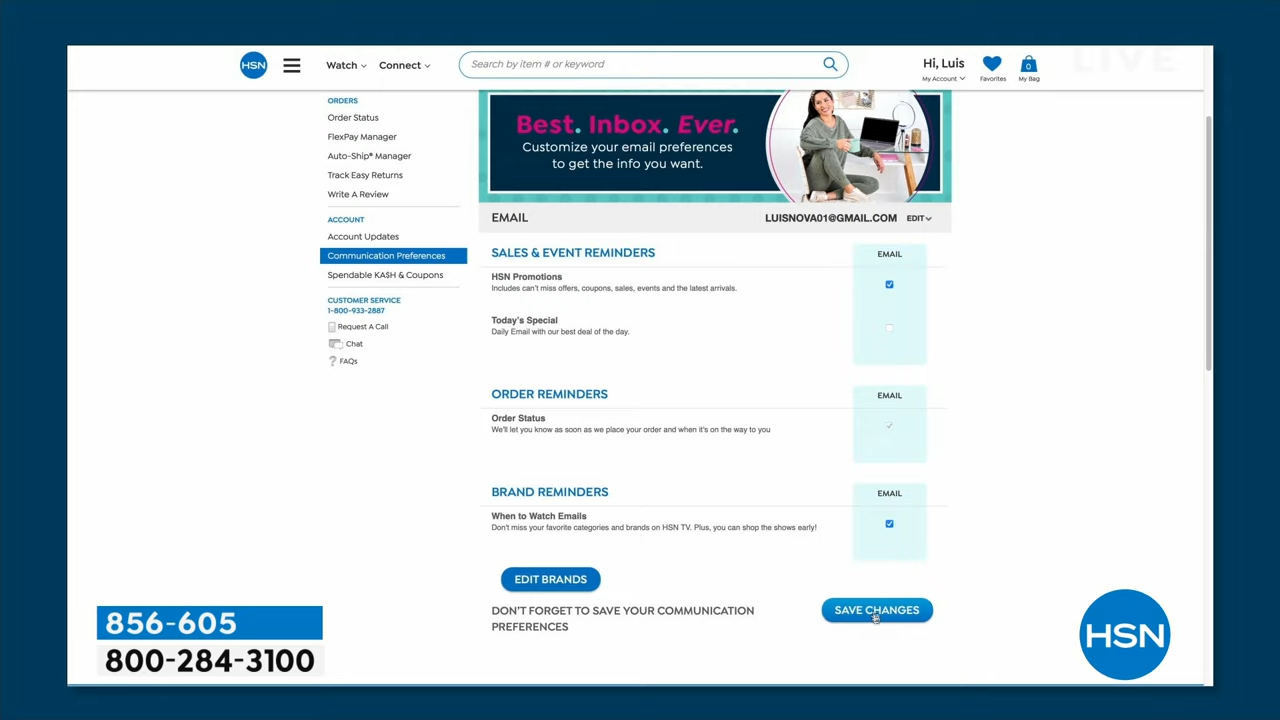 LIVE
HSN
Watch
Connect
Search by item # or keyword
Hi, Luis
My Account
Favorites
0
My Bag
ORDERS
Order Status
FlexPay Manager
Auto-Ship® Manager
Track Easy Returns
Write A Review
ACCOUNT
Account Updates
Communication Preferences
Spendable KA$H & Coupons
CUSTOMER SERVICE
1-800-933-2887
Request A Call
Chat
? FAQs
Best. Inbox. Ever.
Customize your email preferences
to get the info you want.
EMAIL
LUISNOVA01@GMAIL.COM
EDIT
SALES & EVENT REMINDERS
EMAIL
HSN Promotions
Includes can't miss offers, coupons, sales, events and the latest arrivals.
Today's Special
Daily Email with our best deal of the day.
ORDER REMINDERS
EMAIL
Order Status
We'll let you know as soon as we place your order and when it's on the way to you
BRAND REMINDERS
EMAIL
When to Watch Emails
Don't miss your favorite categories and brands on HSN TV. Plus, you can shop the shows early!
EDIT BRANDS
DON'T FORGET TO SAVE YOUR COMMUNICATION
PREFERENCES
SAVE CHANGES
856-605
800-284-3100
HSN